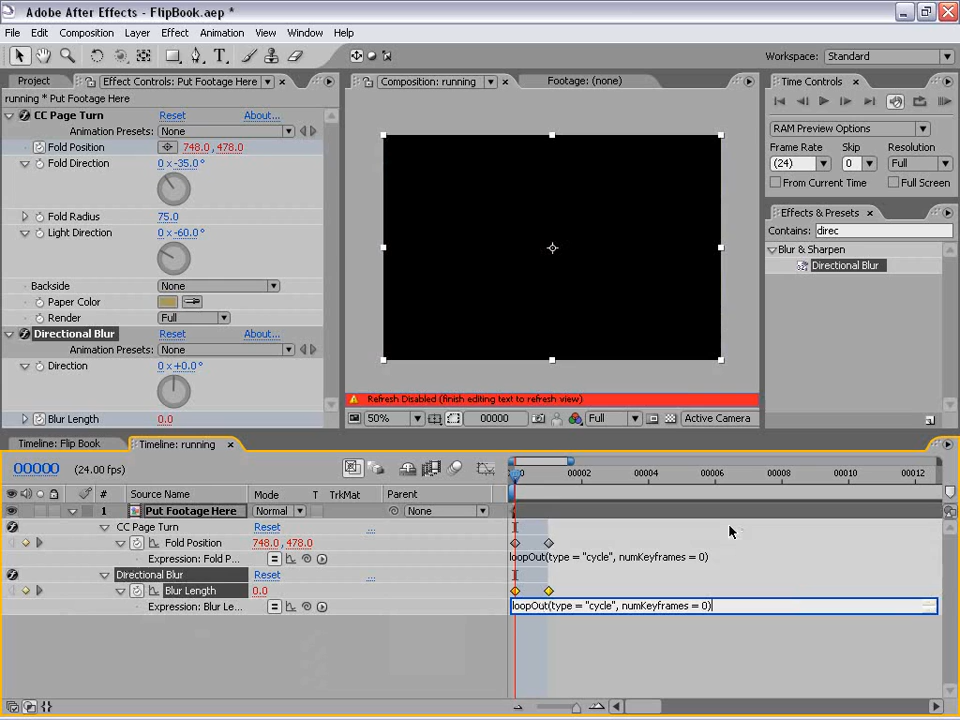 Adobe After Effects - FlipBook.aep *
File Edit Composition Layer Effect Animation View Window Help
Workspace: Standard
Project Effect Controls: Put Footage Here
Composition: running Footage: (none)
Time Controls
running * Put Footage Here
CC Page Turn Reset About...
Animation Presets: None
Fold Position 748.0 , 478.0
Fold Direction
0 x -35.0 °
Fold Radius 75.0
Light Direction 0 x -60.0 °
Backside None
Paper Color
Render Full
Directional Blur Reset About...
Animation Presets: None
Direction 0 x +0.0 °
Blur Length 0.0
RAM Preview Options
Frame Rate Skip Resolution
(24) 0 Full
From Current Time Full Screen
Effects & Presets
Contains: direc
Blur & Sharpen
Directional Blur
Refresh Disabled (finish editing text to refresh view)
50% 00000 Full Active Camera
Timeline: Flip Book Timeline: running
00000 (24.00 fps)
00002 00004 00006 00008 00010 00012
# Source Name Mode T TrkMat Parent
1 Put Footage Here Normal None
CC Page Turn Reset ...
Fold Position 748.0 , 478.0
Expression: Fold P... loopOut(type = "cycle", numKeyframes = 0)
Directional Blur Reset ...
Blur Length 0.0
Expression: Blur Le... loopOut(type = "cycle", numKeyframes = 0)